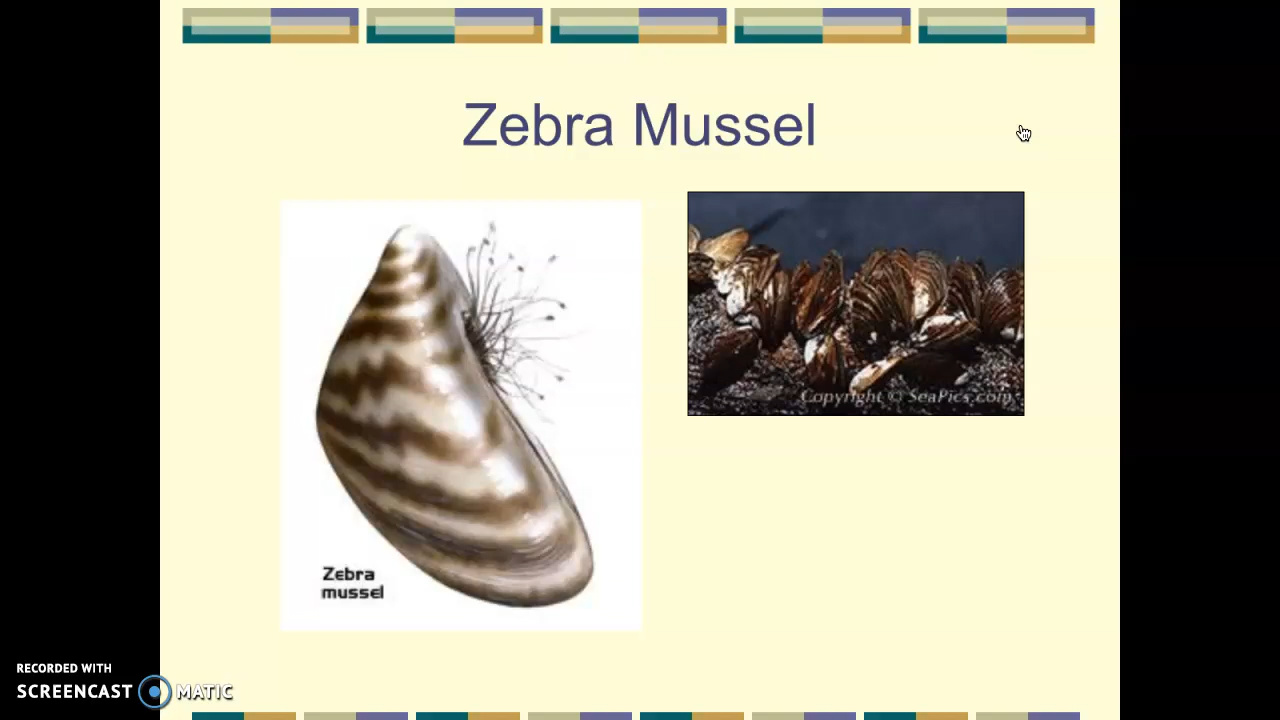 Zebra Mussel
Copyright © SeaPics.com
Zebra
mussel
RECORDED WITH
SCREENCAST MATIC